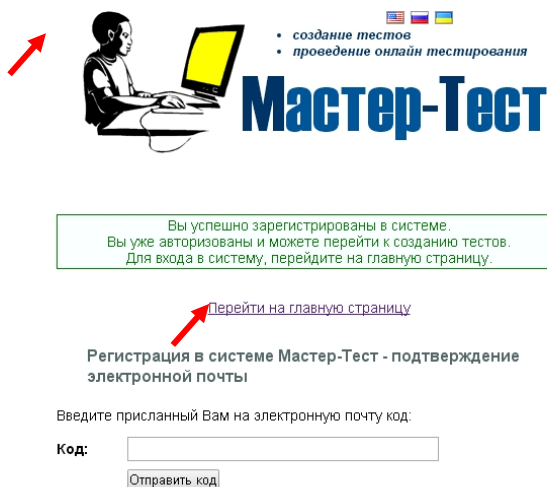 создание тестов
проведение онлайн тестирования
Мастер-Тест
Вы успешно зарегистрированы в системе.
Вы уже авторизованы и можете перейти к созданию тестов.
Для входа в систему, перейдите на главную страницу.
Перейти на главную страницу
Регистрация в системе Мастер-Тест - подтверждение
электронной почты
Введите присланный Вам на электронную почту код:
Код:
Отправить код